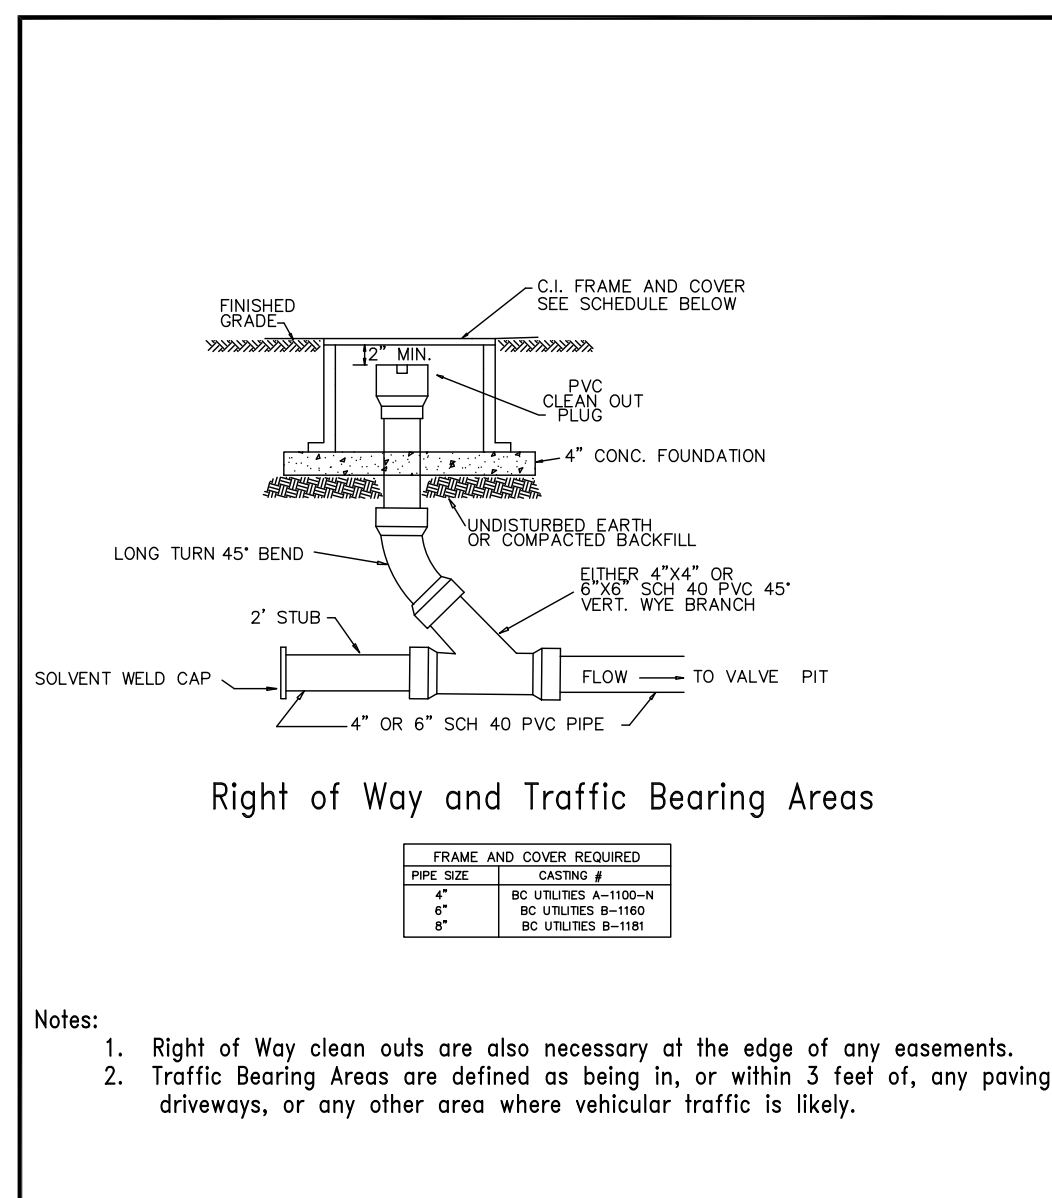 FINISHED
GRADE
C.I. FRAME AND COVER
SEE SCHEDULE BELOW
2" MIN.
PVC
CLEAN OUT
PLUG
4" CONC. FOUNDATION
UNDISTURBED EARTH
OR COMPACTED BACKFILL
LONG TURN 45° BEND
EITHER 4"X4" OR
6"X6" SCH 40 PVC 45°
VERT. WYE BRANCH
2' STUB
SOLVENT WELD CAP
FLOW
TO VALVE PIT
4" OR 6" SCH 40 PVC PIPE
Right of Way and Traffic Bearing Areas
FRAME AND COVER REQUIRED
PIPE SIZE CASTING #
4" BC UTILITIES A-1100-N
6" BC UTILITIES B-1160
8" BC UTILITIES B-1181
Notes:
1. Right of Way clean outs are also necessary at the edge of any easements.
2. Traffic Bearing Areas are defined as being in, or within 3 feet of, any paving
driveways, or any other area where vehicular traffic is likely.